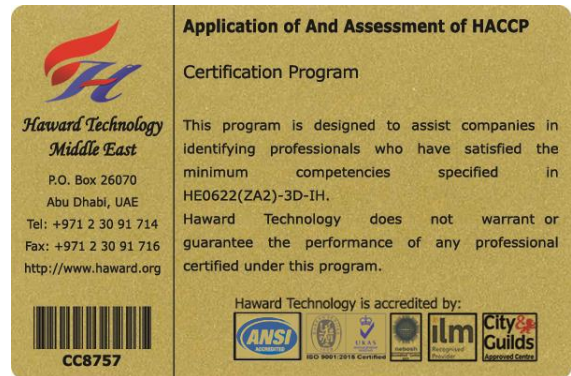 Haward Technology
Middle East
P.O. Box 26070
Abu Dhabi, UAE
Tel: +971 2 30 91 714
Fax: +971 2 30 91 716
http://www.haward.org
CC8757
Application of And Assessment of HACCP
Certification Program
This program is designed to assist companies in
identifying professionals who have satisfied the
minimum competencies specified in
HE0622(ZA2)-3D-IH.
Haward Technology does not warrant or
guarantee the performance of any professional
certified under this program.
Haward Technology is accredited by:
ANSI
ACCREDITED
UKAS
ISO 9001:2015 Certified
network
ilm
Recognised
Provider
City&
Guilds
Approved Centre